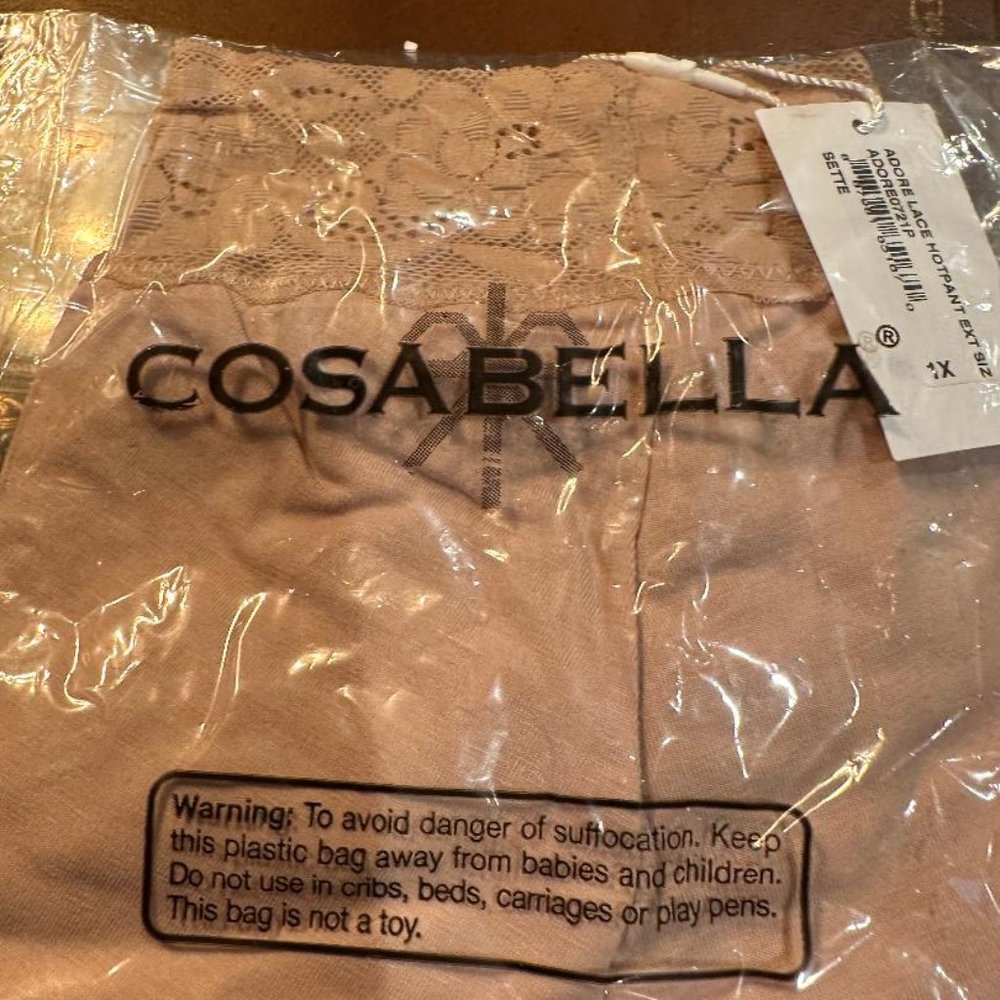 COSABELLA®
ADORE LACE HOTPANT EXT SIZ
ADORE0721P
SETTE
1X
Warning: To avoid danger of suffocation. Keep
this plastic bag away from babies and children.
Do not use in cribs, beds, carriages or play pens.
This bag is not a toy.